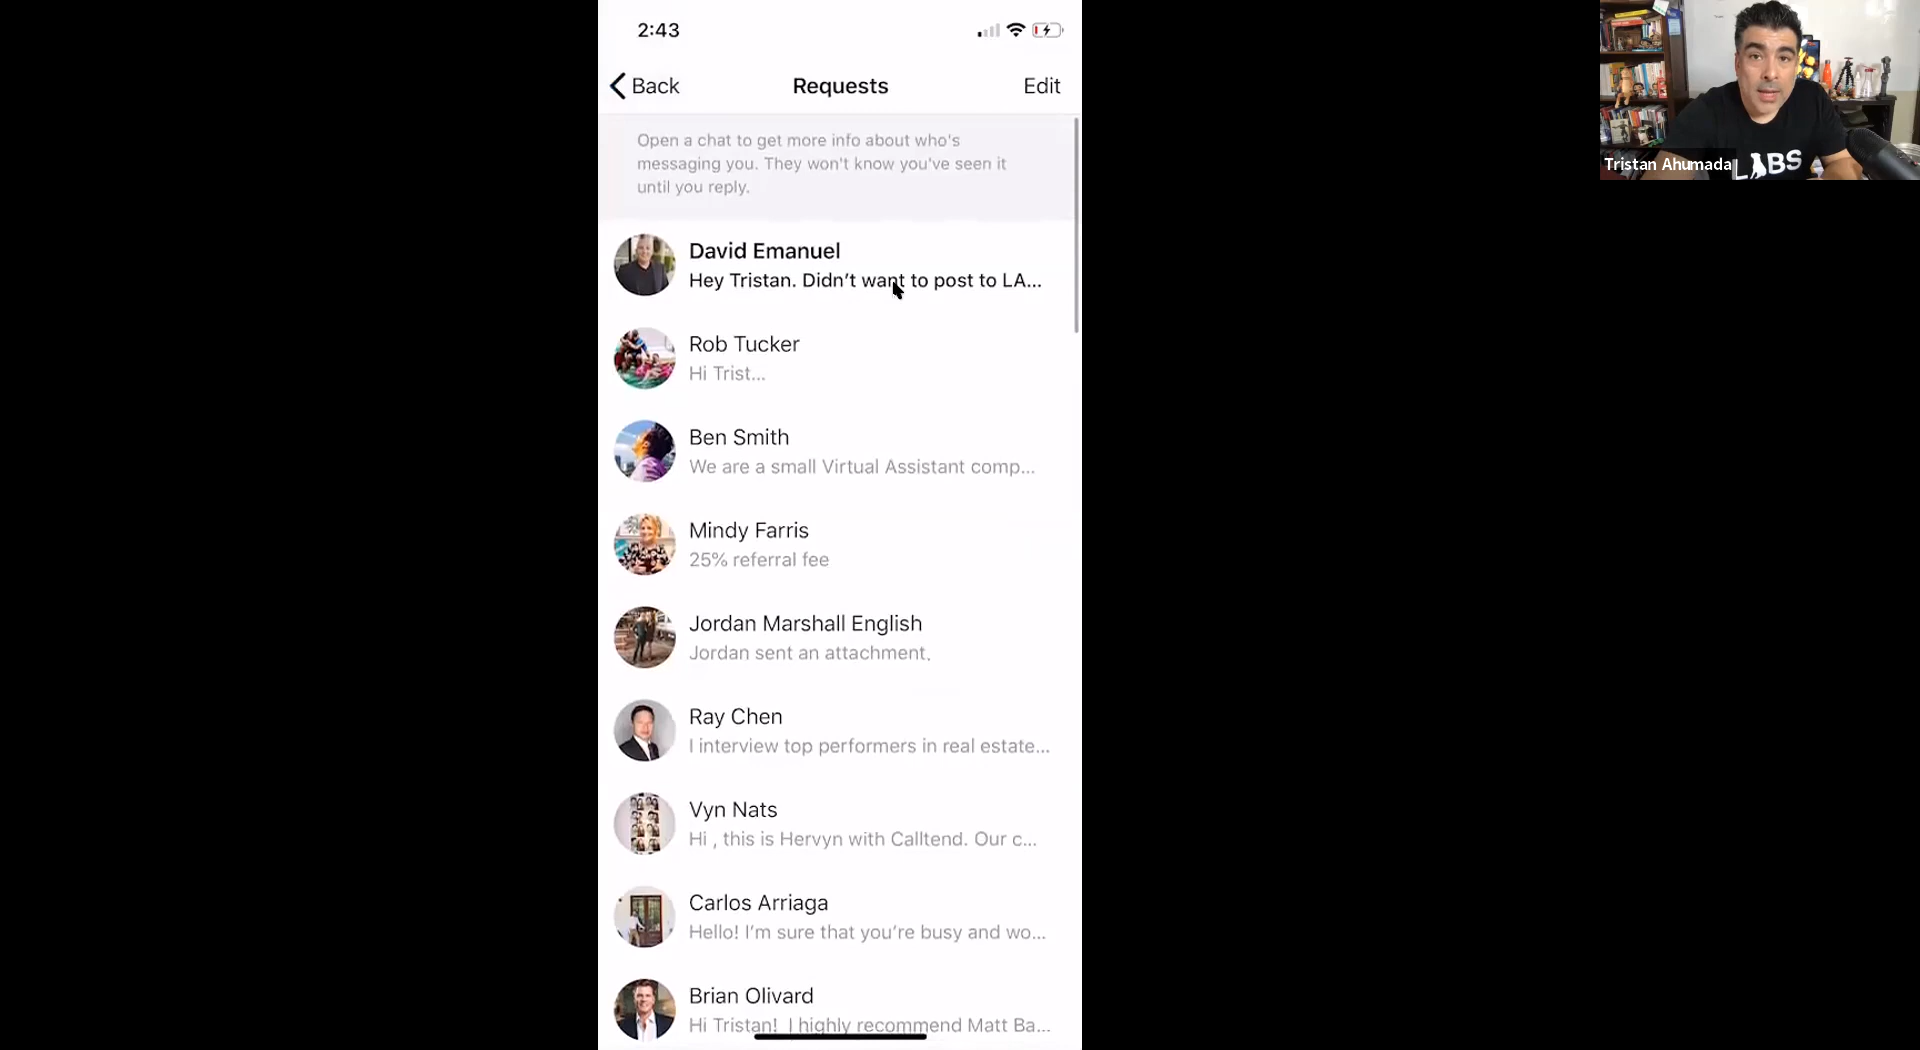 2:43
Back
Requests
Edit
Open a chat to get more info about who's
messaging you. They won't know you've seen it
until you reply.
David Emanuel
Hey Tristan. Didn’t want to post to LA...
Rob Tucker
Hi Trist...
Ben Smith
We are a small Virtual Assistant comp...
Mindy Farris
25% referral fee
Jordan Marshall English
Jordan sent an attachment.
Ray Chen
I interview top performers in real estate...
Vyn Nats
Hi , this is Hervyn with Calltend. Our c...
Carlos Arriaga
Hello! I’m sure that you’re busy and wo...
Brian Olivard
Hi Tristan!  I highly recommend Matt Ba...
Tristan Ahumada
LABS